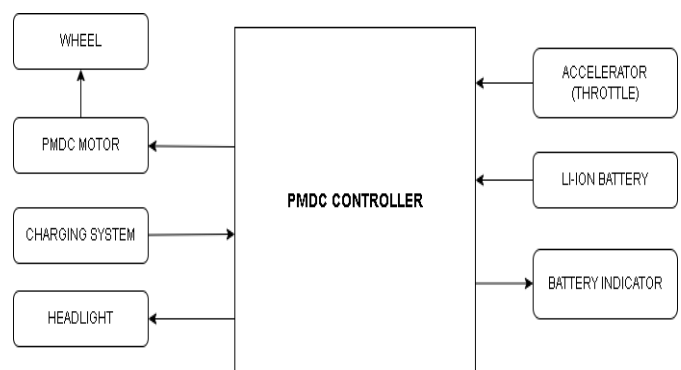 WHEEL
PMDC MOTOR
CHARGING SYSTEM
HEADLIGHT
PMDC CONTROLLER
ACCELERATOR
(THROTTLE)
LI-ION BATTERY
BATTERY INDICATOR